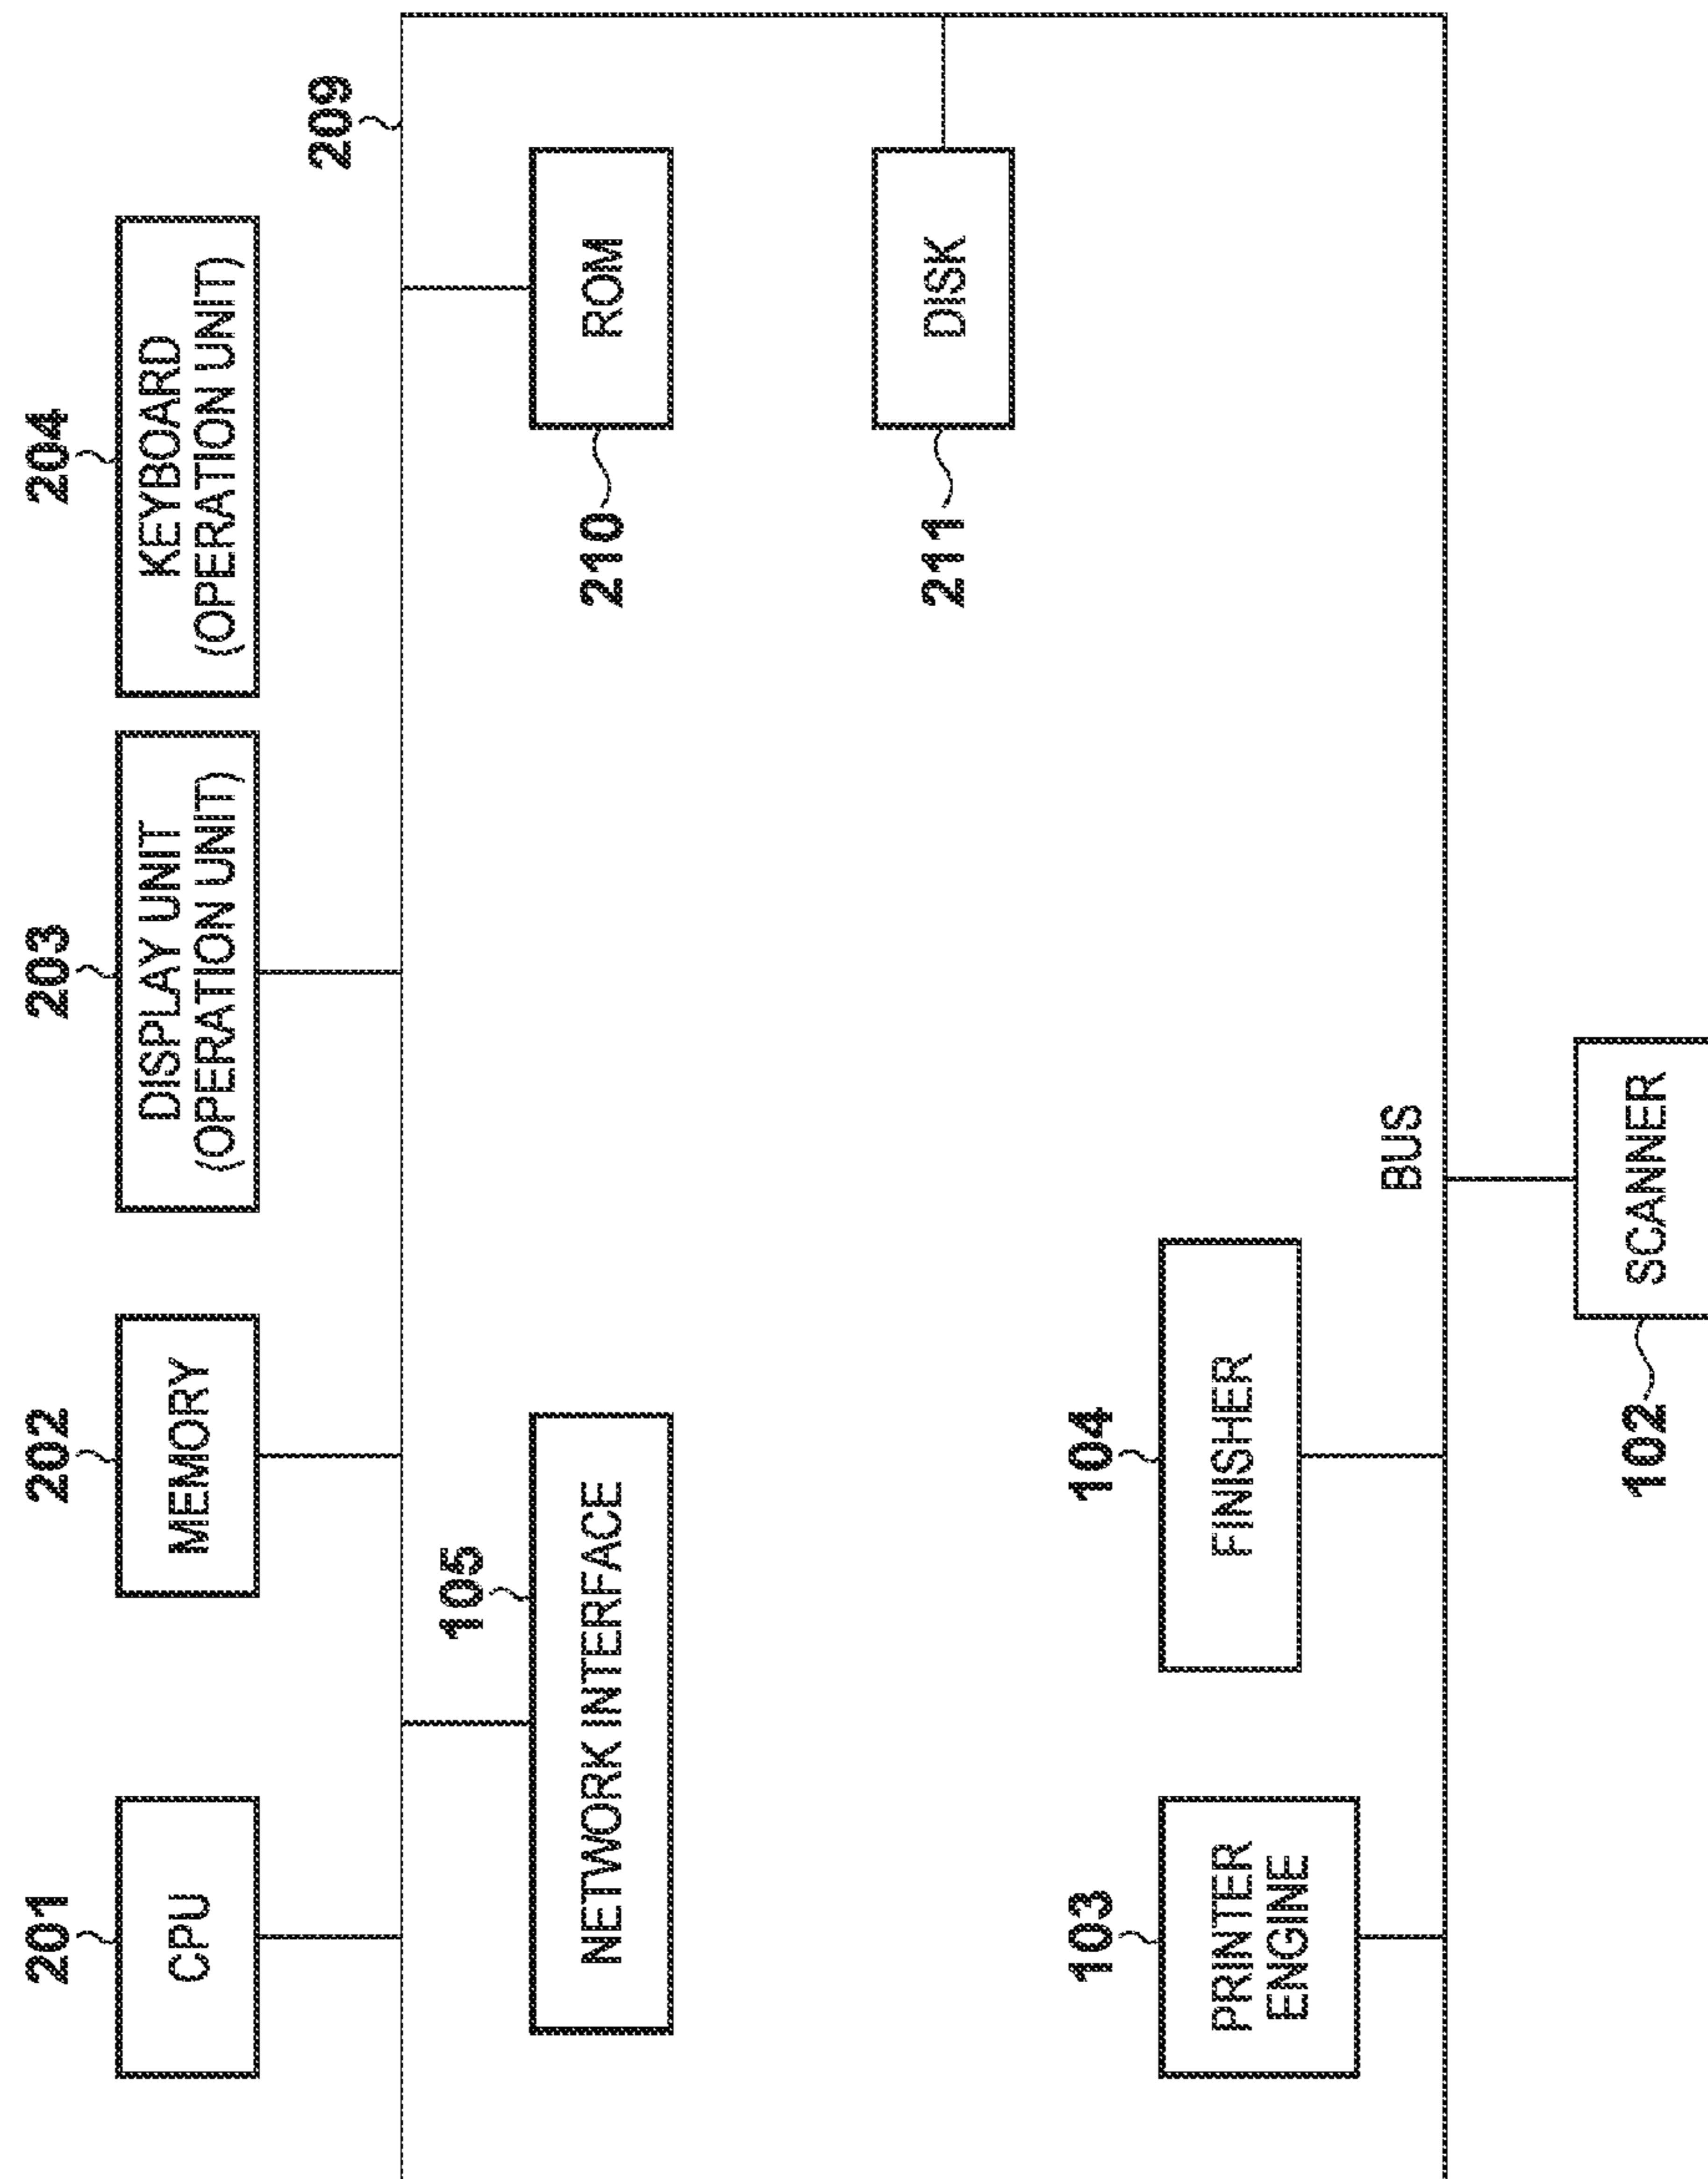 201
CPU
202
MEMORY
203
DISPLAY UNIT
(OPERATION UNIT)
204
KEYBOARD
(OPERATION UNIT)
209
105
NETWORK INTERFACE
210
ROM
211
DISK
103
PRINTER
ENGINE
104
FINISHER
BUS
102
SCANNER